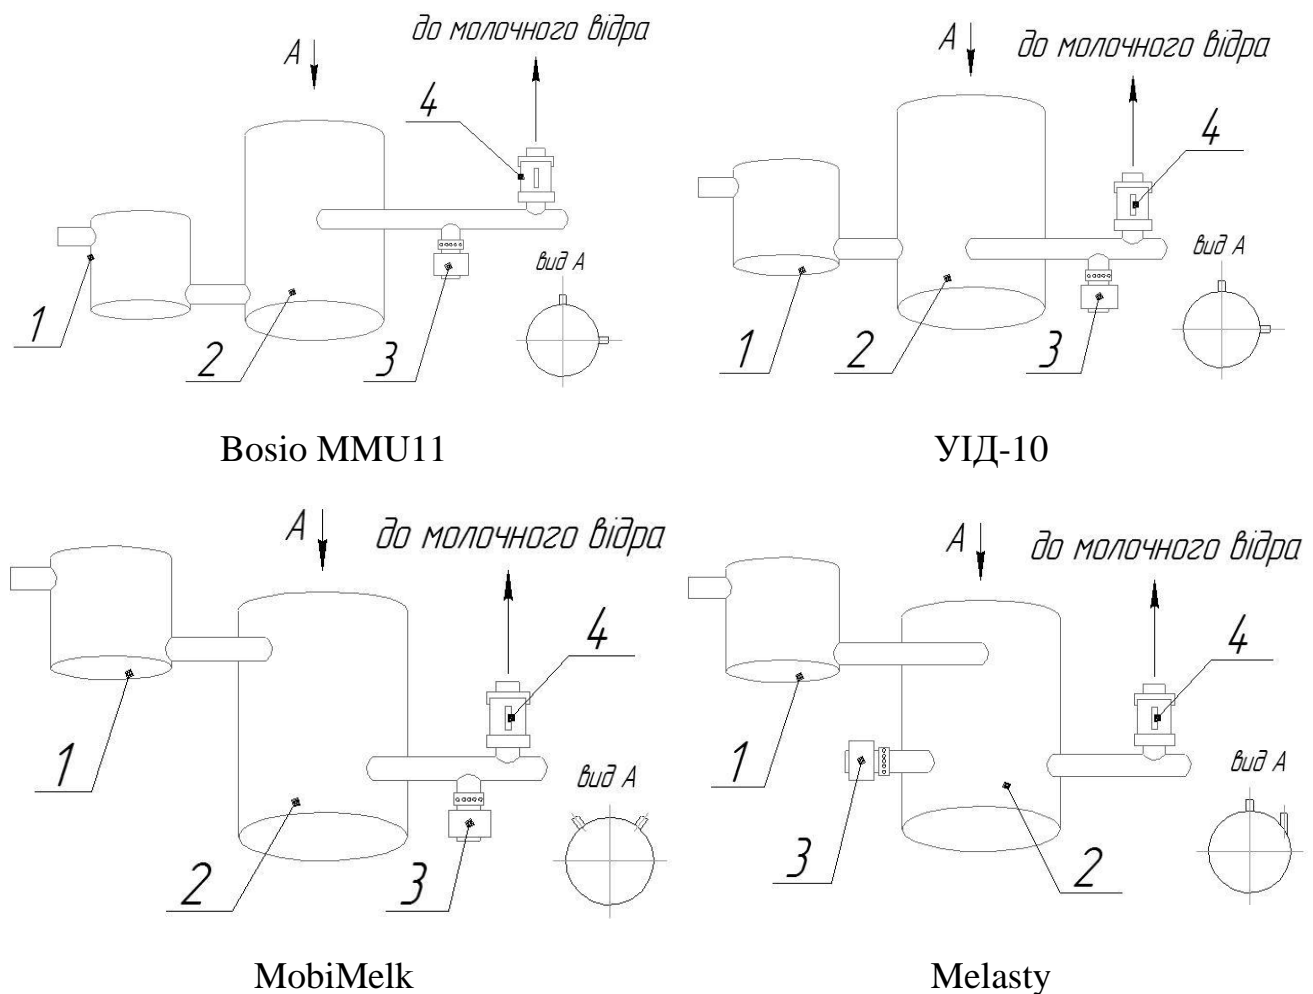 А
до молочного відра
4
1
2
3
вид А
Bosio MMU11
А
до молочного відра
4
1
2
3
вид А
УІД-10
А
до молочного відра
4
1
2
3
вид А
MobiMelk
А
до молочного відра
4
1
3
2
вид А
Melasty